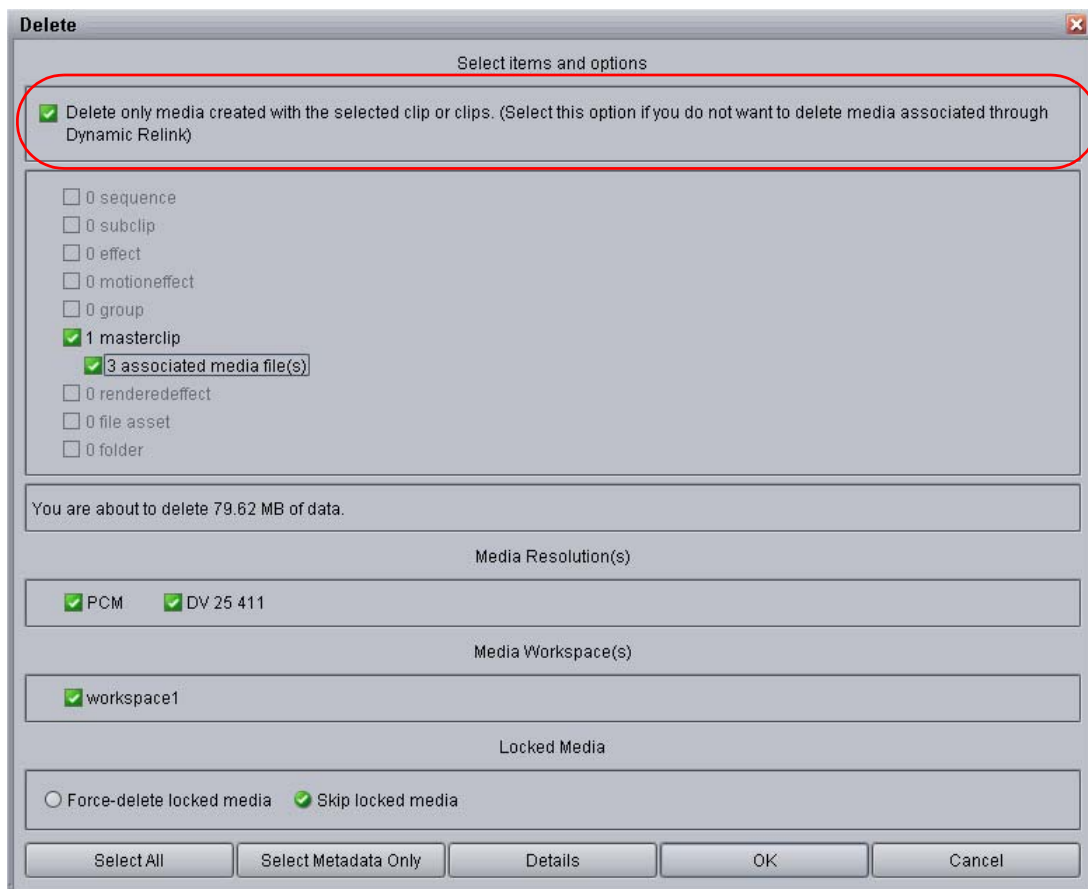 Delete
Select items and options
Delete only media created with the selected clip or clips. (Select this option if you do not want to delete media associated through
Dynamic Relink)
0 sequence
0 subclip
0 effect
0 motioneffect
0 group
1 masterclip
3 associated media file(s)
0 renderedeffect
0 file asset
0 folder
You are about to delete 79.62 MB of data.
Media Resolution(s)
PCM DV 25 411
Media Workspace(s)
workspace1
Locked Media
Force-delete locked media Skip locked media
Select All Select Metadata Only Details OK Cancel